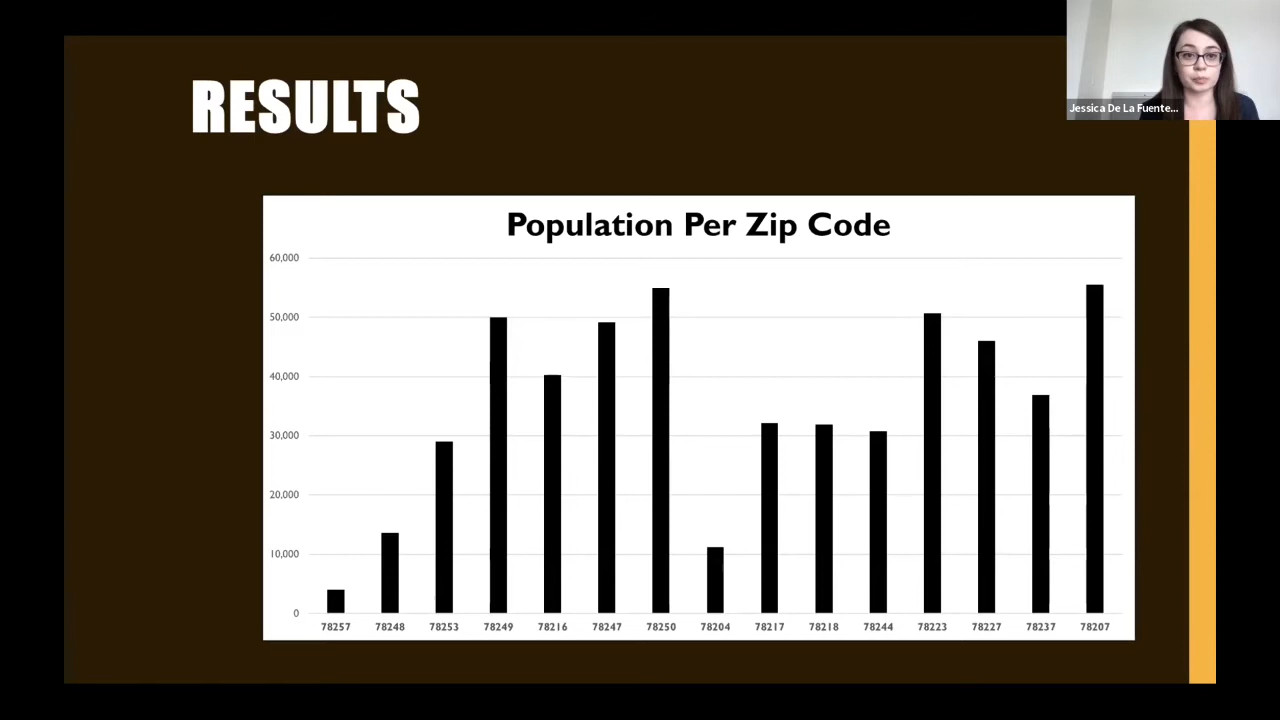 RESULTS
Jessica De La Fuente...
Population Per Zip Code
60,000
50,000
40,000
30,000
20,000
10,000
0
78257 78248 78253 78249 78216 78247 78250 78204 78217 78218 78244 78223 78227 78237 78207